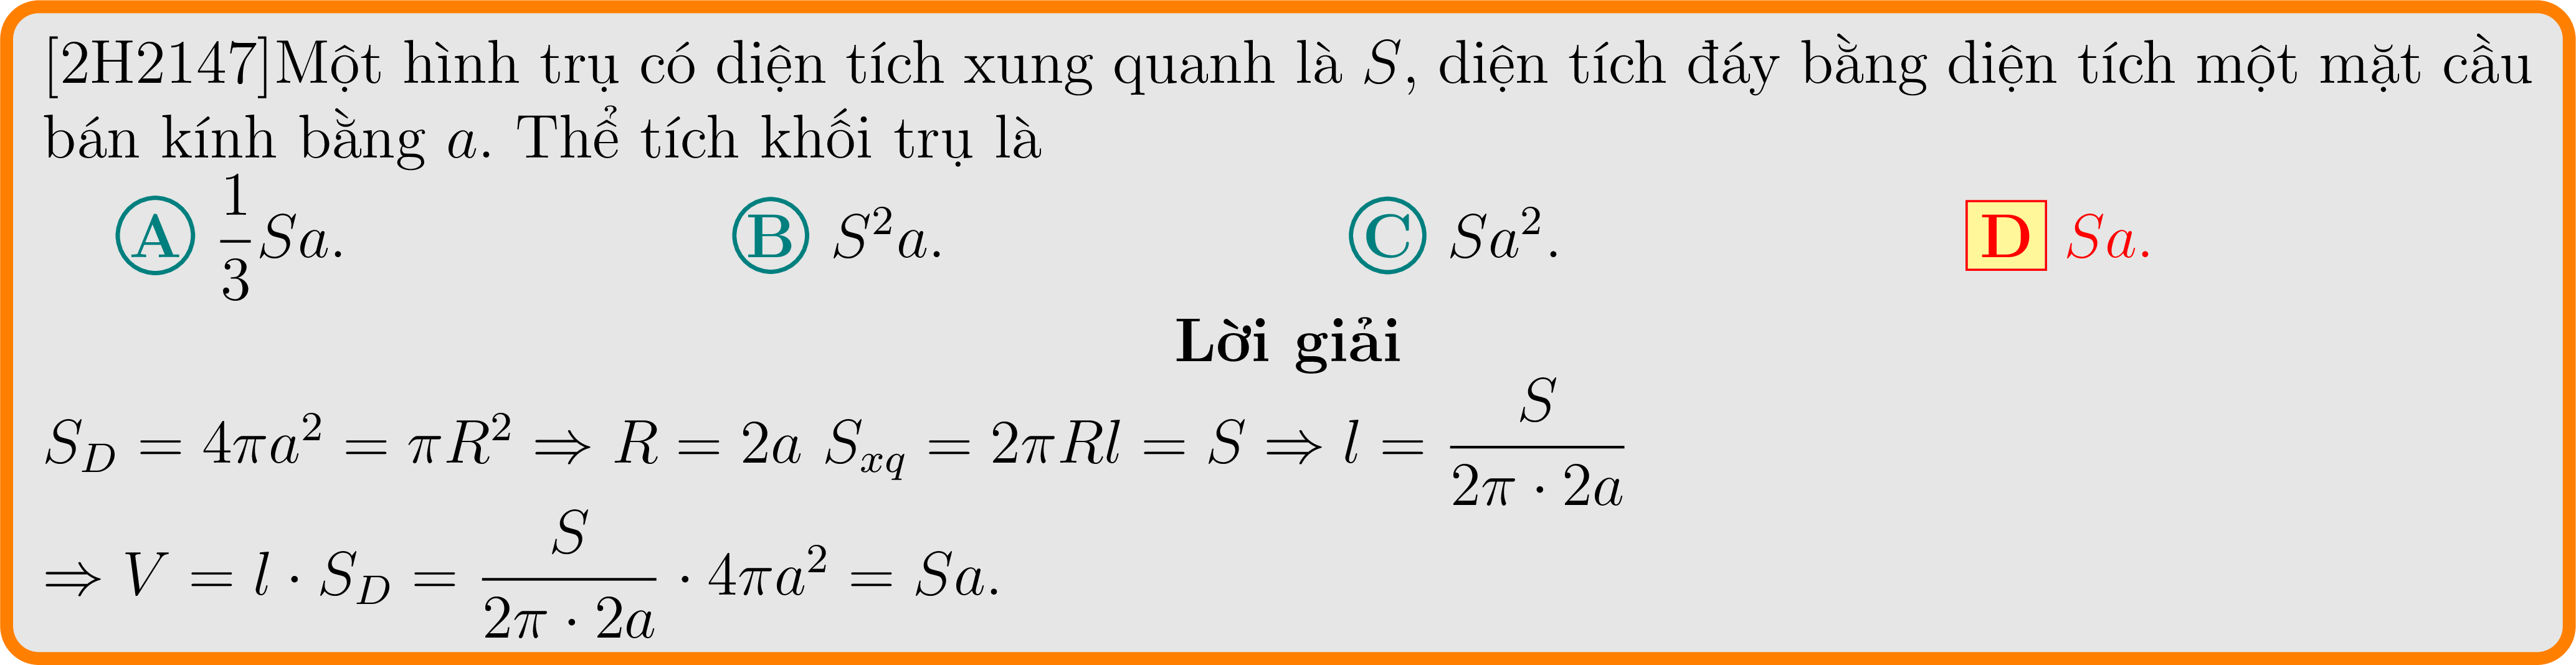 [2H2147]Một hình trụ có diện tích xung quanh là S, diện tích đáy bằng diện tích một mặt cầu
bán kính bằng a. Thể tích khối trụ là
A $\frac{1}{3}Sa$. B $S^2a$. C $Sa^2$. D $Sa$.
Lời giải
$S_D = 4\pi a^2 = \pi R^2 \Rightarrow R = 2a \ S_{xq} = 2\pi Rl = S \Rightarrow l = \frac{S}{2\pi \cdot 2a}$
$\Rightarrow V = l \cdot S_D = \frac{S}{2\pi \cdot 2a} \cdot 4\pi a^2 = Sa.$